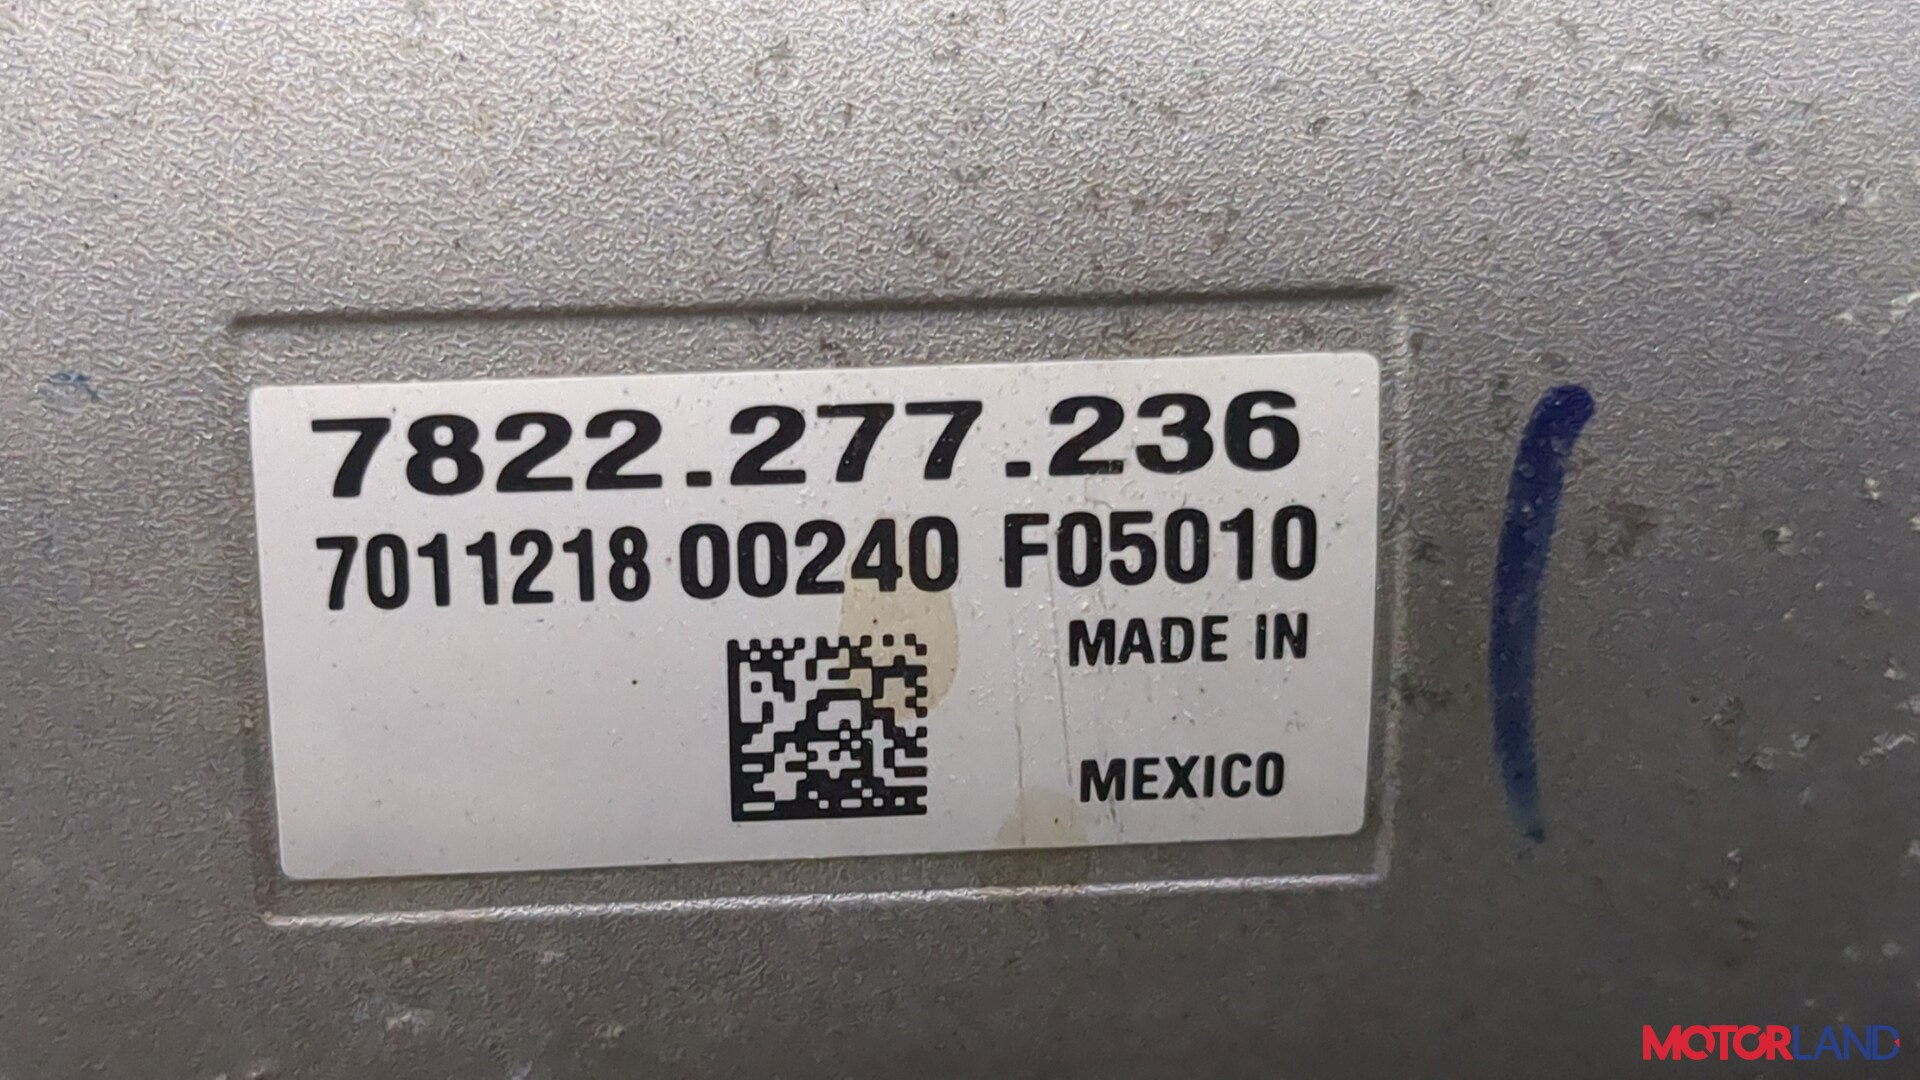 7822.277.236
7011218 00240 F05010
MADE IN
MEXICO
MOTORLAND